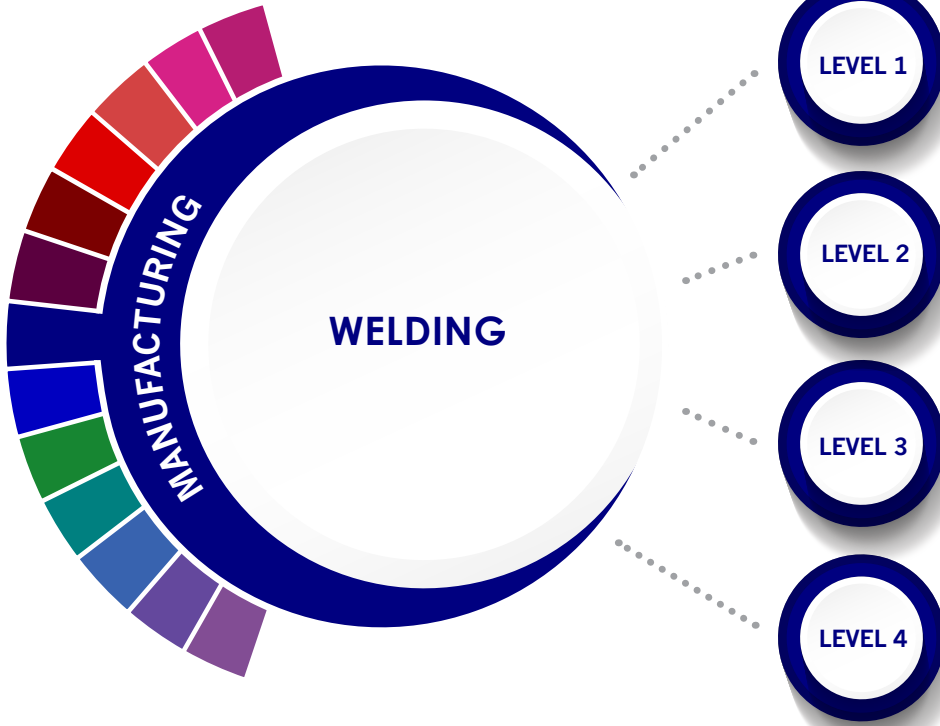 MANUFACTURING
WELDING
LEVEL 1
LEVEL 2
LEVEL 3
LEVEL 4